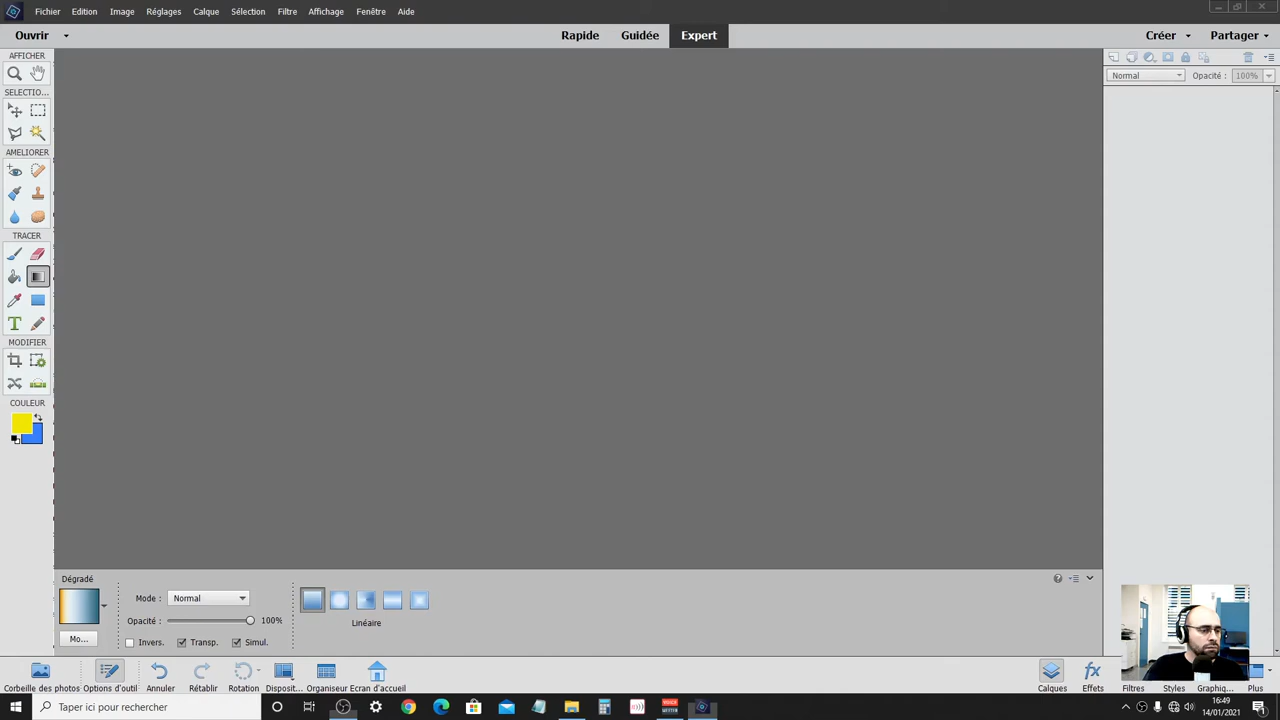 Fichier Edition Image Réglages Calque Sélection Filtre Affichage Fenêtre Aide
Ouvrir Rapide Guidée Expert Créer Partager
AFFICHER
SELECTIO...
AMELIORER
TRACER
T
MODIFIER
COULEUR
Normal Opacité : 100%
Dégradé
Mode : Normal
Opacité : 100%
Linéaire
Mo... Invers. Transp. Simul.
Corbeille des photos Options d'outil Annuler Rétablir Rotation Disposit... Organiseur Ecran d'accueil Calques Effets Filtres Styles Graphiq... Plus
Taper ici pour rechercher
16:49
14/01/2021